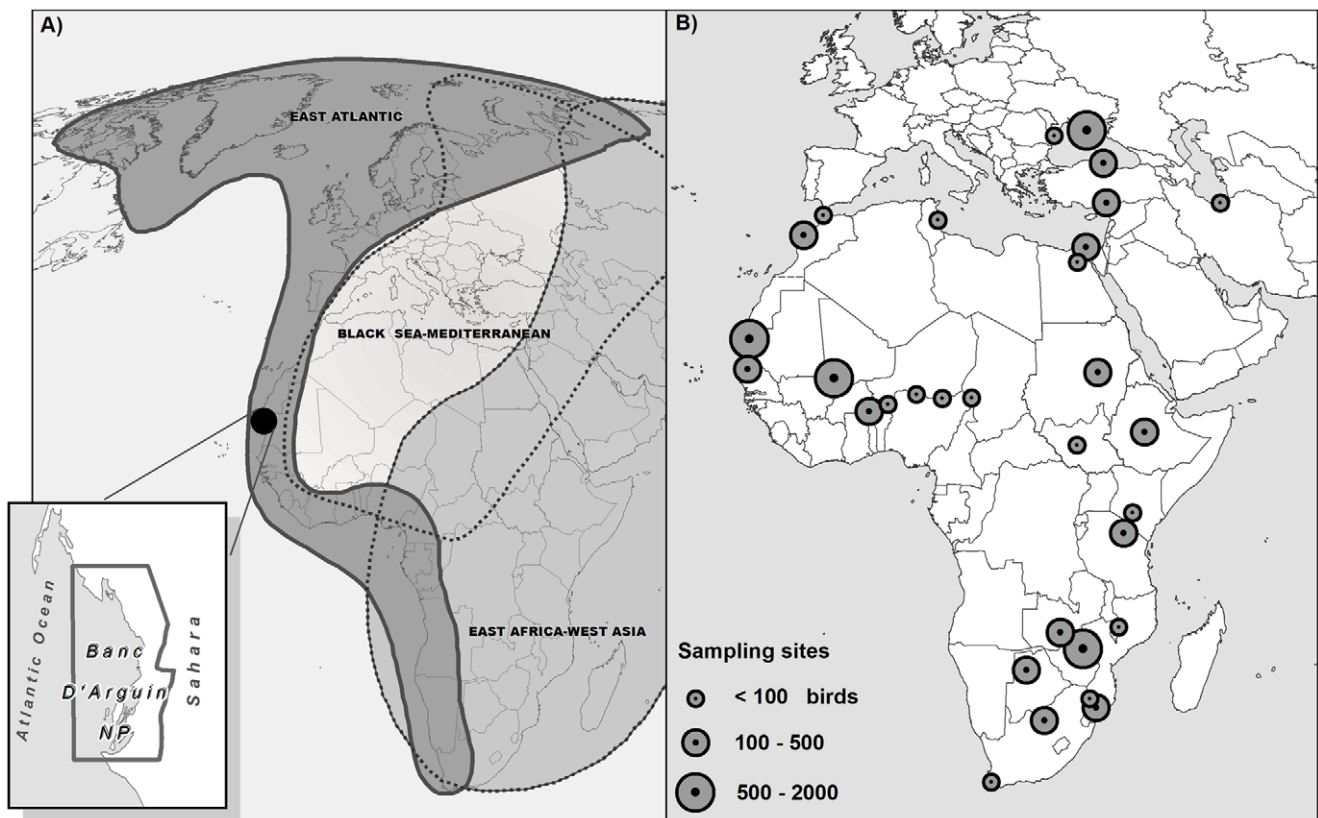 A)
EAST ATLANTIC
BLACK SEA-MEDITERRANEAN
EAST AFRICA-WEST ASIA
Atlantic Ocean
Banc
D'Arguin
NP
Sahara
B)
Sampling sites
< 100 birds
100 - 500
500 - 2000